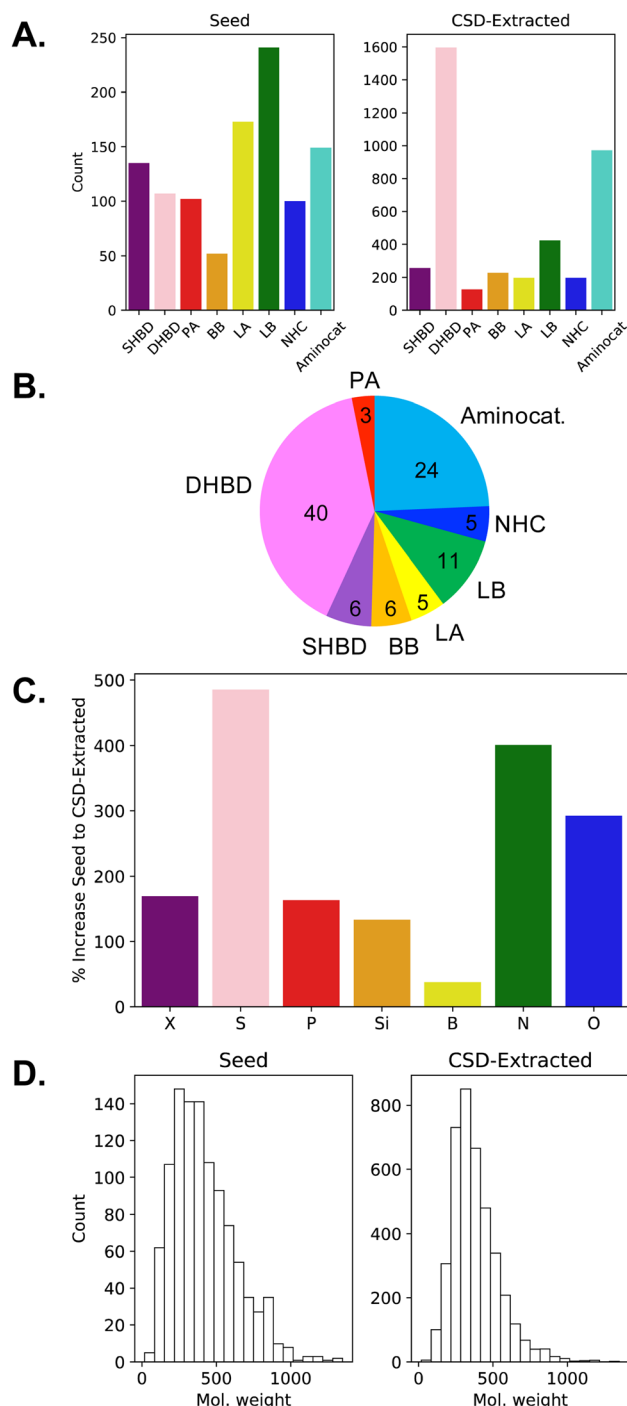 A.
Seed
CSD-Extracted
Count
250
200
150
100
50
0
SHBD DHBD PA BB LA LB NHC Aminocat
1600
1400
1200
1000
800
600
400
200
0
SHBD DHBD PA BB LA LB NHC Aminocat
B.
PA
3
Aminocat.
24
DHBD
40
NHC
5
LB
11
LA
5
BB
6
SHBD
6
C.
% Increase Seed to CSD-Extracted
500
400
300
200
100
0
X S P Si B N O
D.
Seed
CSD-Extracted
Count
140
120
100
80
60
40
20
0
0 500 1000
Mol. weight
800
600
400
200
0
0 500 1000
Mol. weight